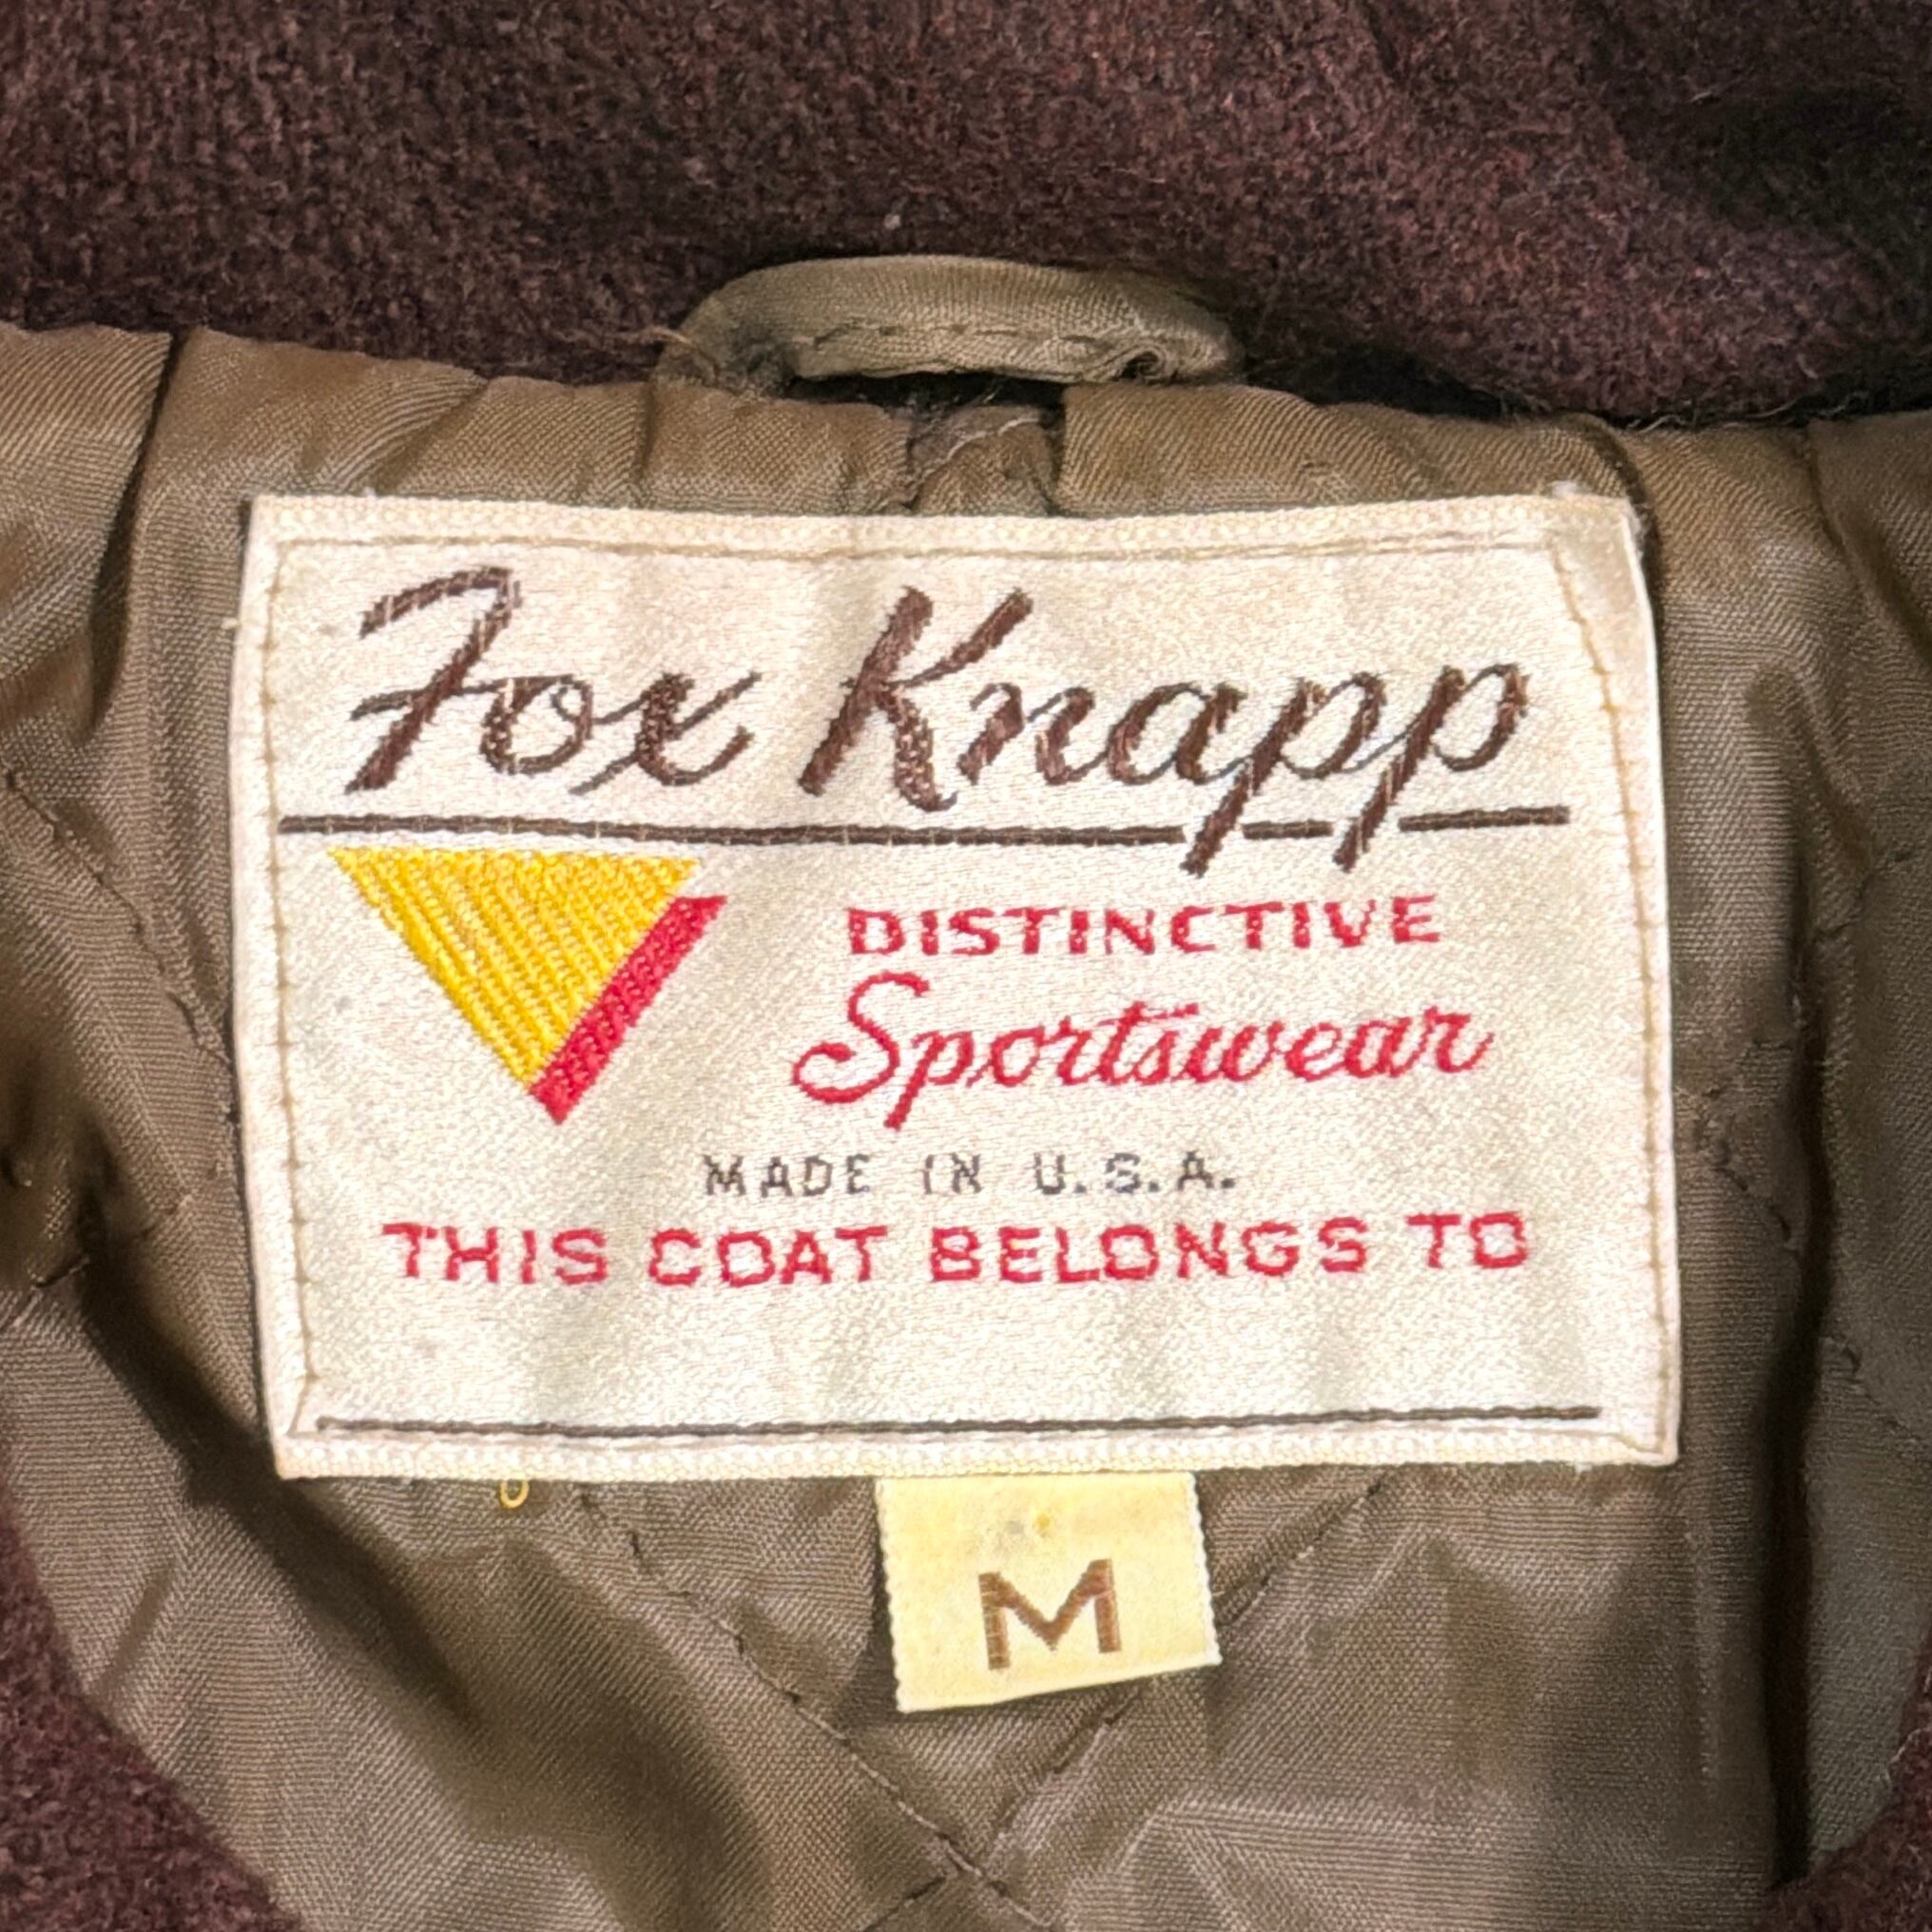 Fox Knapp
DISTINCTIVE
Sportswear
MADE IN U.S.A.
THIS COAT BELONGS TO
M